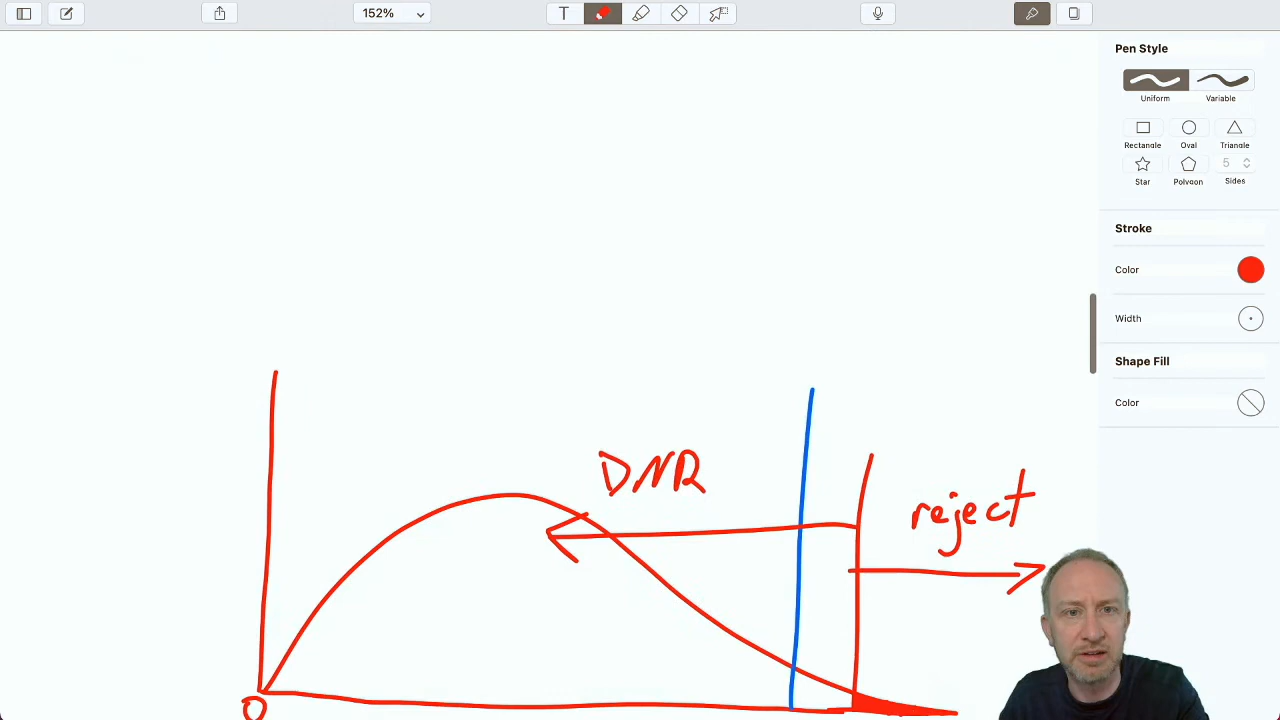 152%
T
Pen Style
Uniform
Variable
Rectangle
Oval
Triangle
5
Star
Polygon
Sides
Stroke
Color
Width
Shape Fill
Color
DNR
reject
0